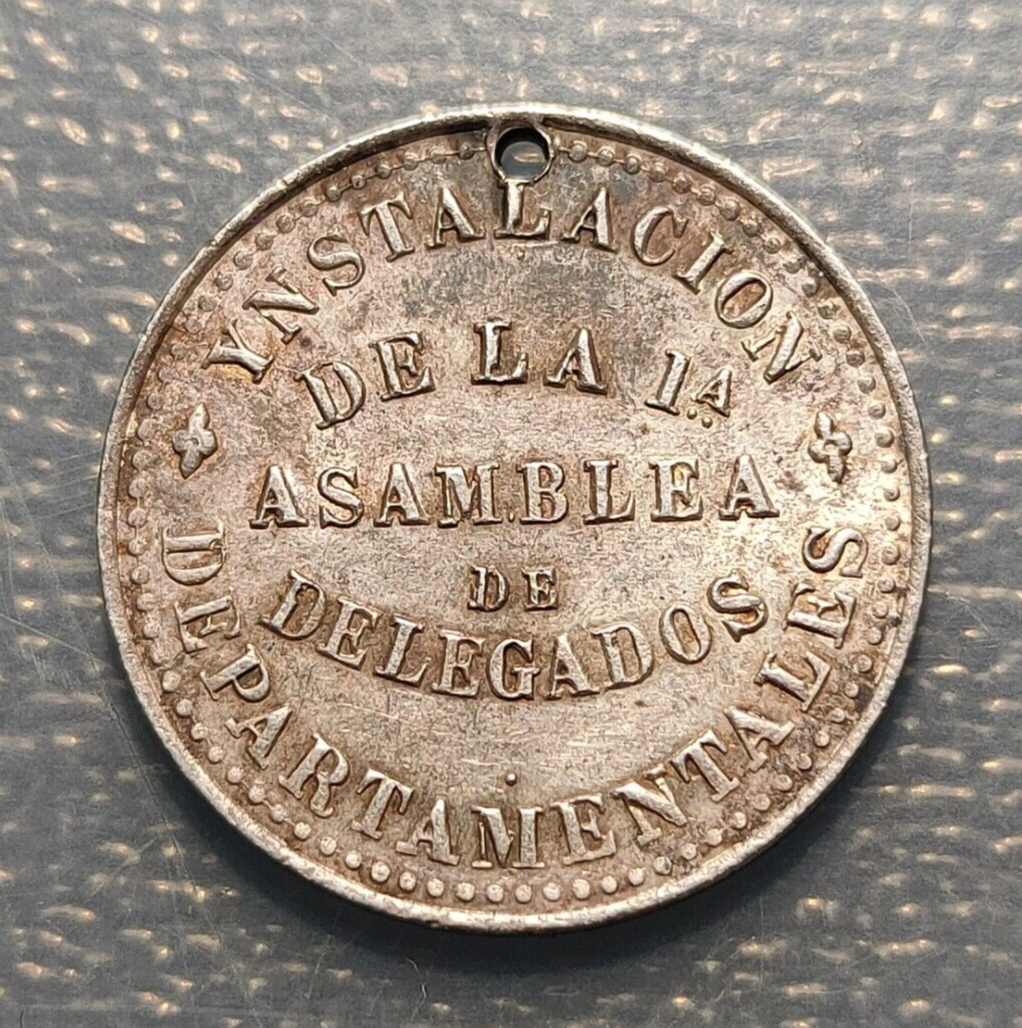 YNSTALACION
DE LA 1.A
ASAMBLEA
DE
DELEGADOS
DEPARTAMENTALES